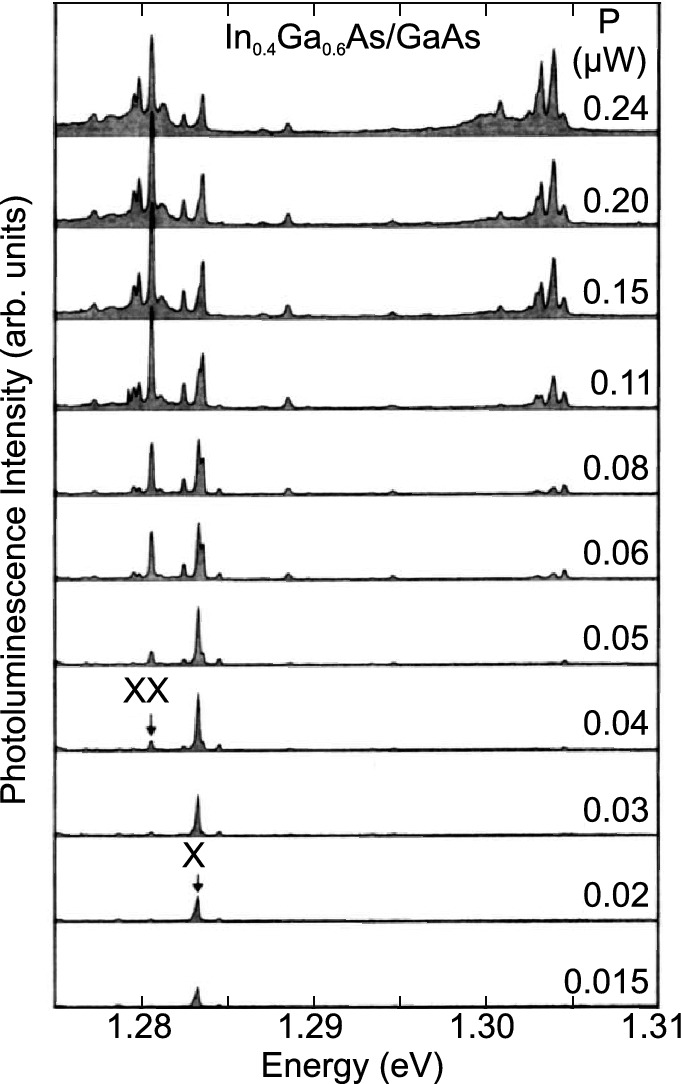 In0.4Ga0.6As/GaAs
P
(μW)
0.24
0.20
0.15
0.11
0.08
0.06
0.05
XX
0.04
0.03
X
0.02
0.015
1.28 1.29 1.30 1.31
Energy (eV)
Photoluminescence Intensity (arb. units)